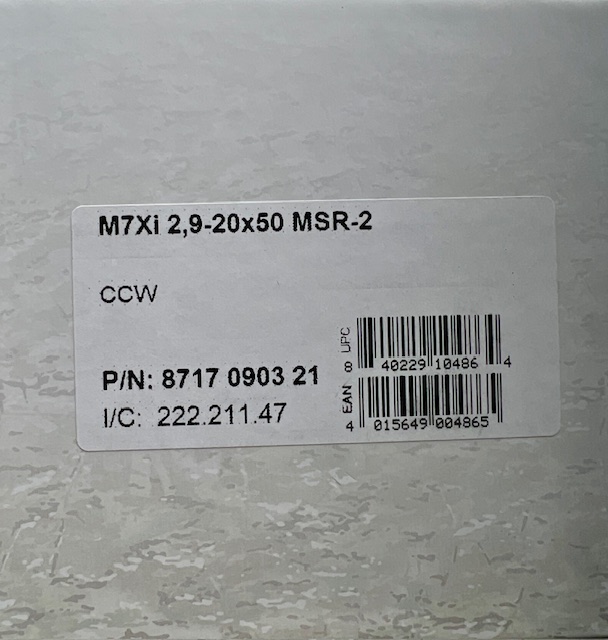 M7Xi 2,9-20x50 MSR-2
CCW
P/N: 8717 0903 21
I/C: 222.211.47
UPC
8 40229 10486 4
EAN
4 015649 004865